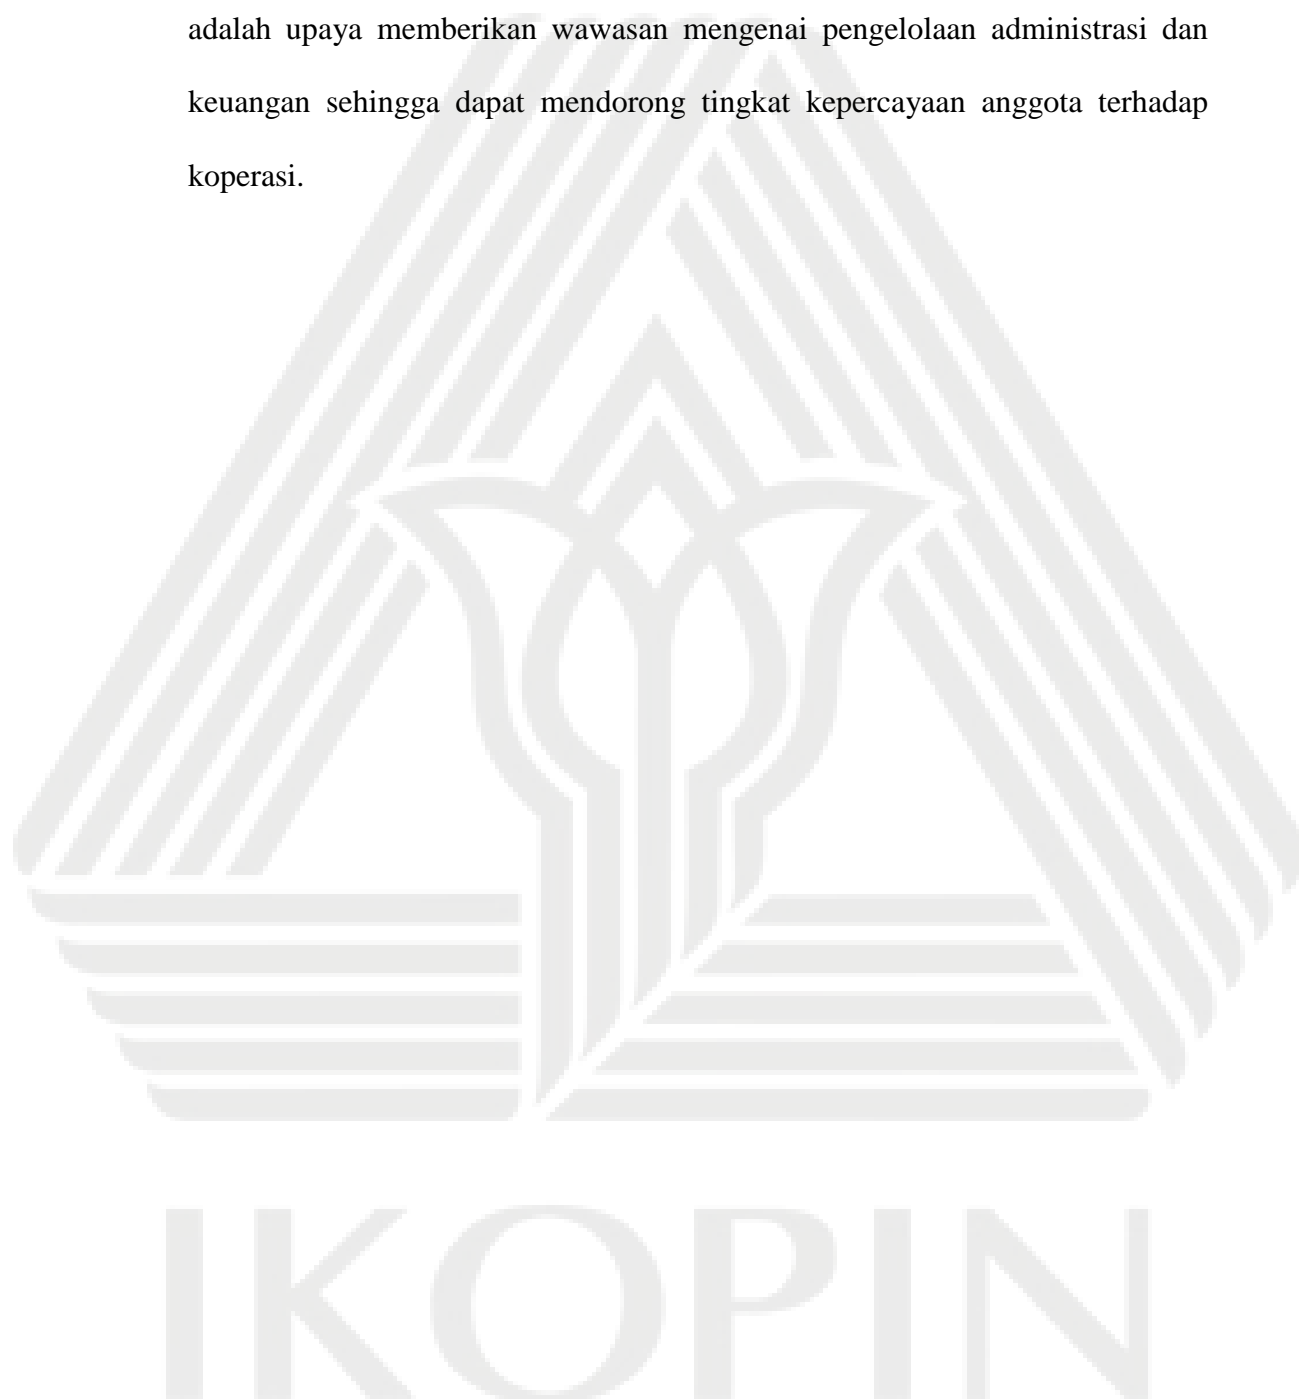 adalah upaya memberikan wawasan mengenai pengelolaan administrasi dan
keuangan sehingga dapat mendorong tingkat kepercayaan anggota terhadap
koperasi.
IKOPIN